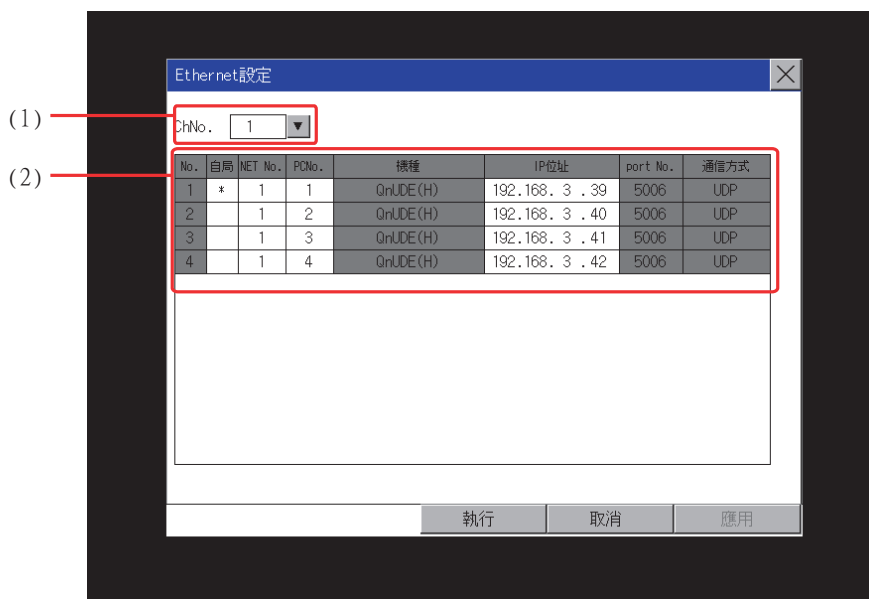 Ethernet設定
(1)
ChNo. 1 ▼
(2)
No. 自局 NET No. PCNo. 機種 IP位址 port No. 通信方式
1 * 1 1 QnUDE(H) 192.168. 3 .39 5006 UDP
2 1 2 QnUDE(H) 192.168. 3 .40 5006 UDP
3 1 3 QnUDE(H) 192.168. 3 .41 5006 UDP
4 1 4 QnUDE(H) 192.168. 3 .42 5006 UDP
執行 取消 應用